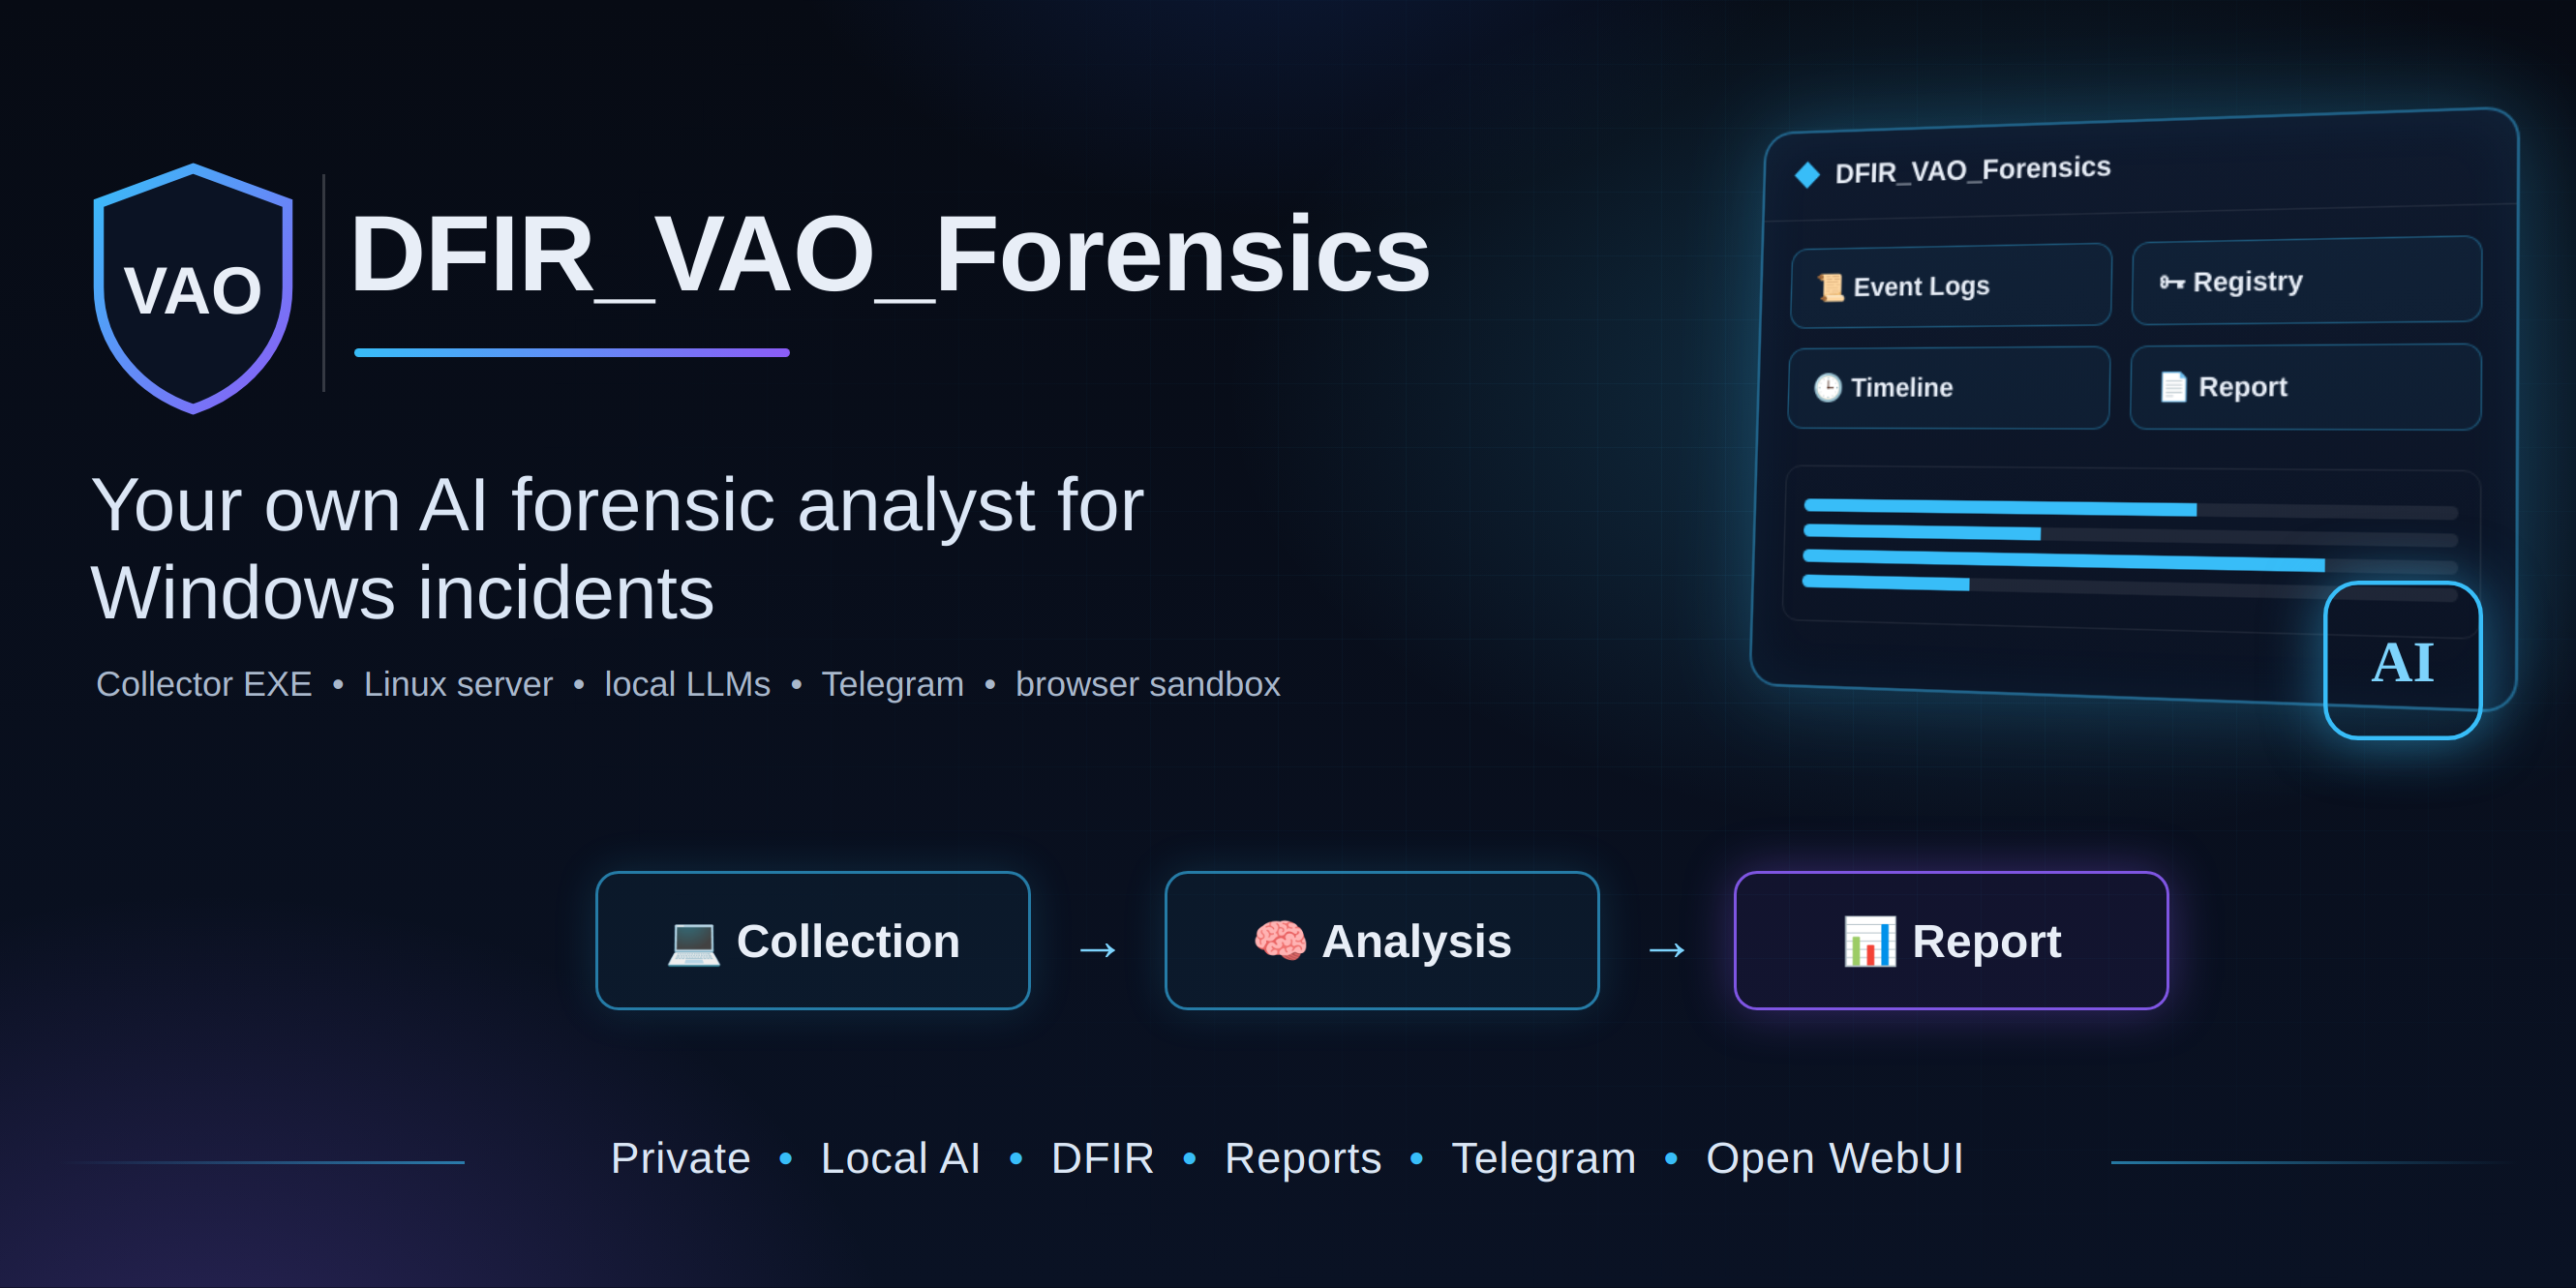 VAO
DFIR_VAO_Forensics
Your own AI forensic analyst for
Windows incidents
Collector EXE • Linux server • local LLMs • Telegram • browser sandbox
DFIR_VAO_Forensics
Event Logs
Registry
Timeline
Report
AI
Collection → Analysis → Report
Private • Local AI • DFIR • Reports • Telegram • Open WebUI